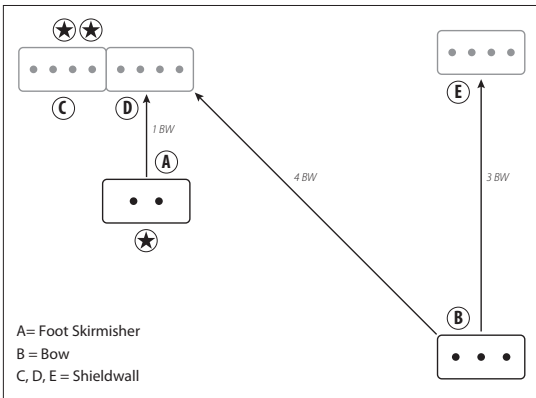 C
D
E
1 BW
A
4 BW
3 BW
B
A= Foot Skirmisher
B = Bow
C, D, E = Shieldwall